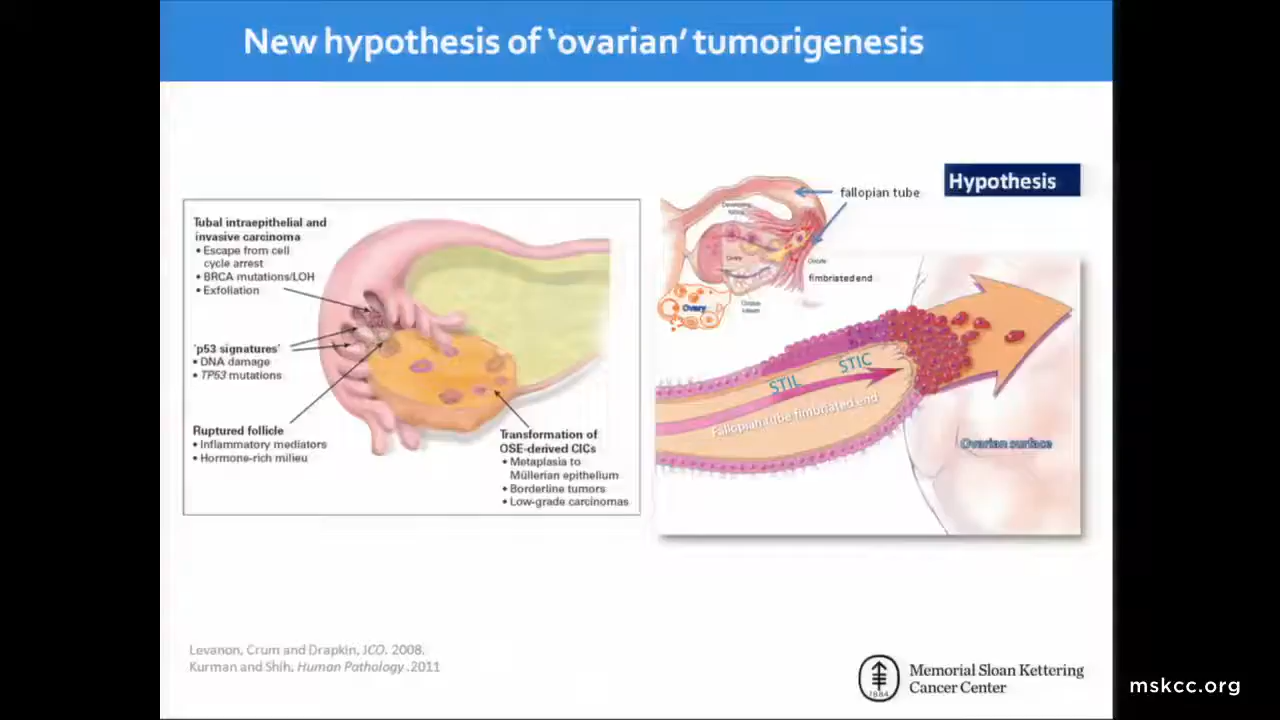 New hypothesis of ‘ovarian’ tumorigenesis
Tubal intraepithelial and
invasive carcinoma
• Escape from cell
cycle arrest
• BRCA mutations/LOH
• Exfoliation
‘p53 signatures’
• DNA damage
• TP53 mutations
Ruptured follicle
• Inflammatory mediators
• Hormone-rich milieu
Transformation of
OSE-derived CICs
• Metaplasia to
Müllerian epithelium
• Borderline tumors
• Low-grade carcinomas
Hypothesis
fallopian tube
Ovary
Oocyte
fimbriated end
Ovary
STIL
STIC
Fallopian tube fimbriated end
Ovarian surface
Levanon, Crum and Drapkin, JCO. 2008.
Kurman and Shih, Human Pathology .2011
1884
Memorial Sloan Kettering
Cancer Center
mskcc.org